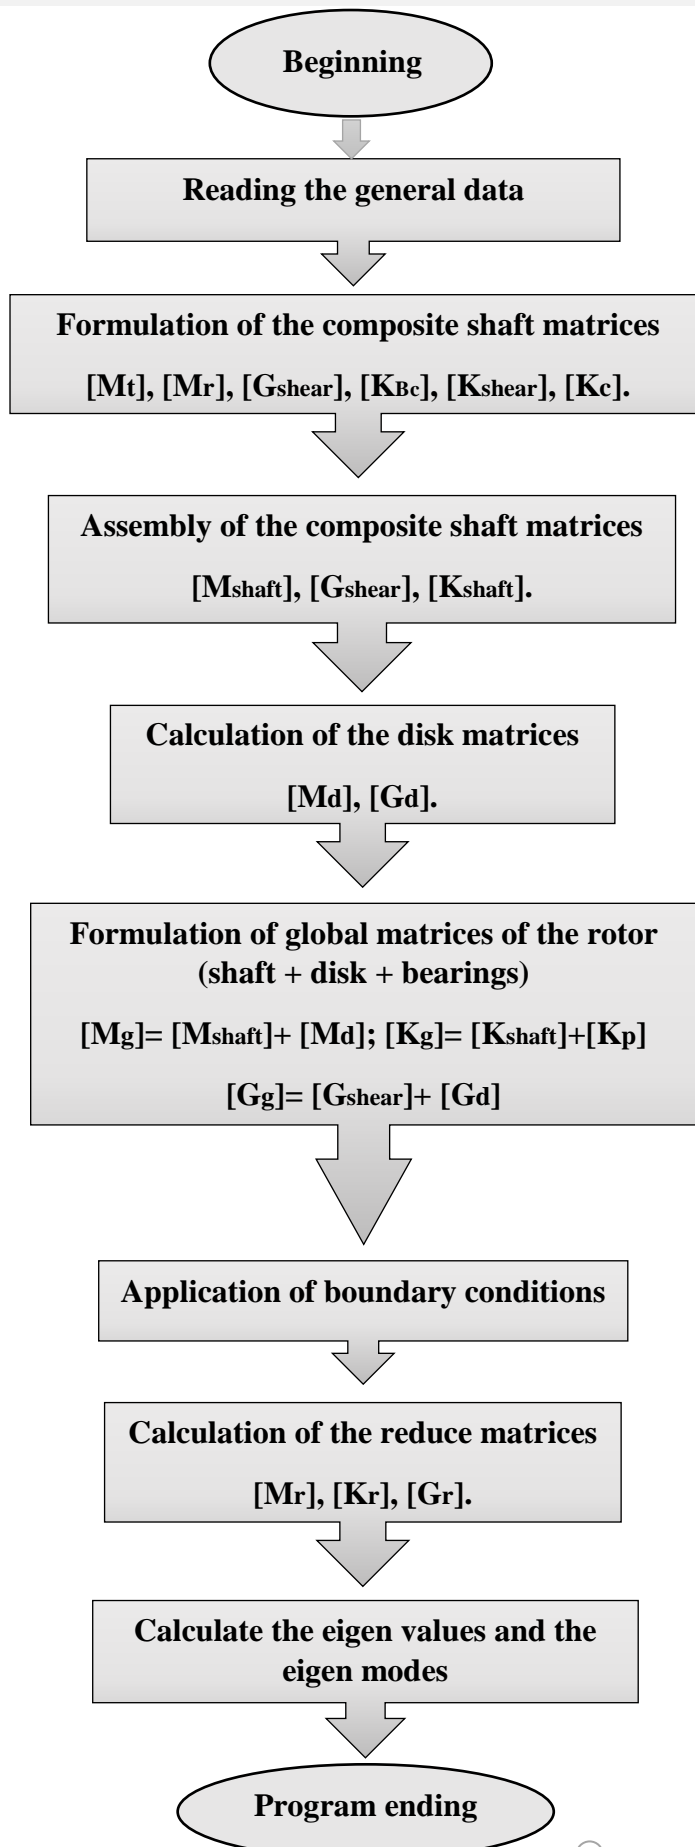 Beginning
Reading the general data
Formulation of the composite shaft matrices
[Mt], [Mr], [Gshear], [KBc], [Kshear], [Kc].
Assembly of the composite shaft matrices
[Mshaft], [Gshear], [Kshaft].
Calculation of the disk matrices
[Md], [Gd].
Formulation of global matrices of the rotor
(shaft + disk + bearings)
[Mg]= [Mshaft]+ [Md]; [Kg]= [Kshaft]+[Kp]
[Gg]= [Gshear]+ [Gd]
Application of boundary conditions
Calculation of the reduce matrices
[Mr], [Kr], [Gr].
Calculate the eigen values and the
eigen modes
Program ending